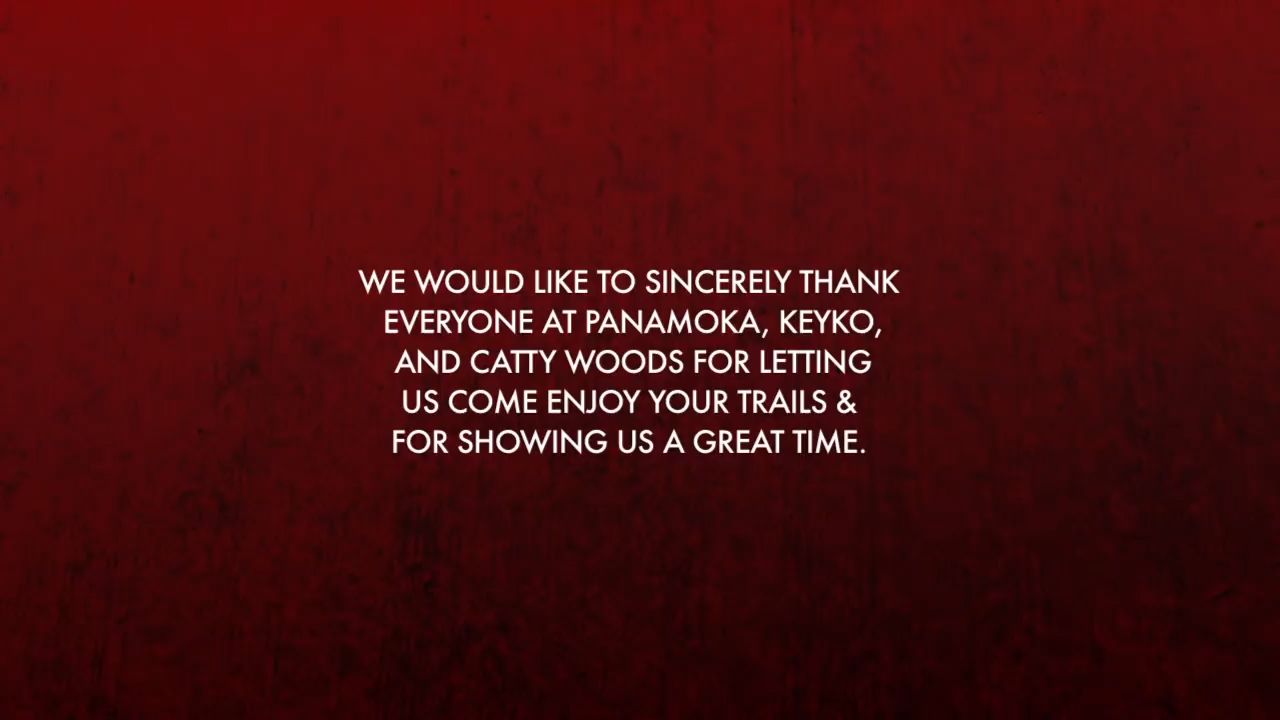 WE WOULD LIKE TO SINCERELY THANK
EVERYONE AT PANAMOKA, KEYKO,
AND CATTY WOODS FOR LETTING
US COME ENJOY YOUR TRAILS &
FOR SHOWING US A GREAT TIME.